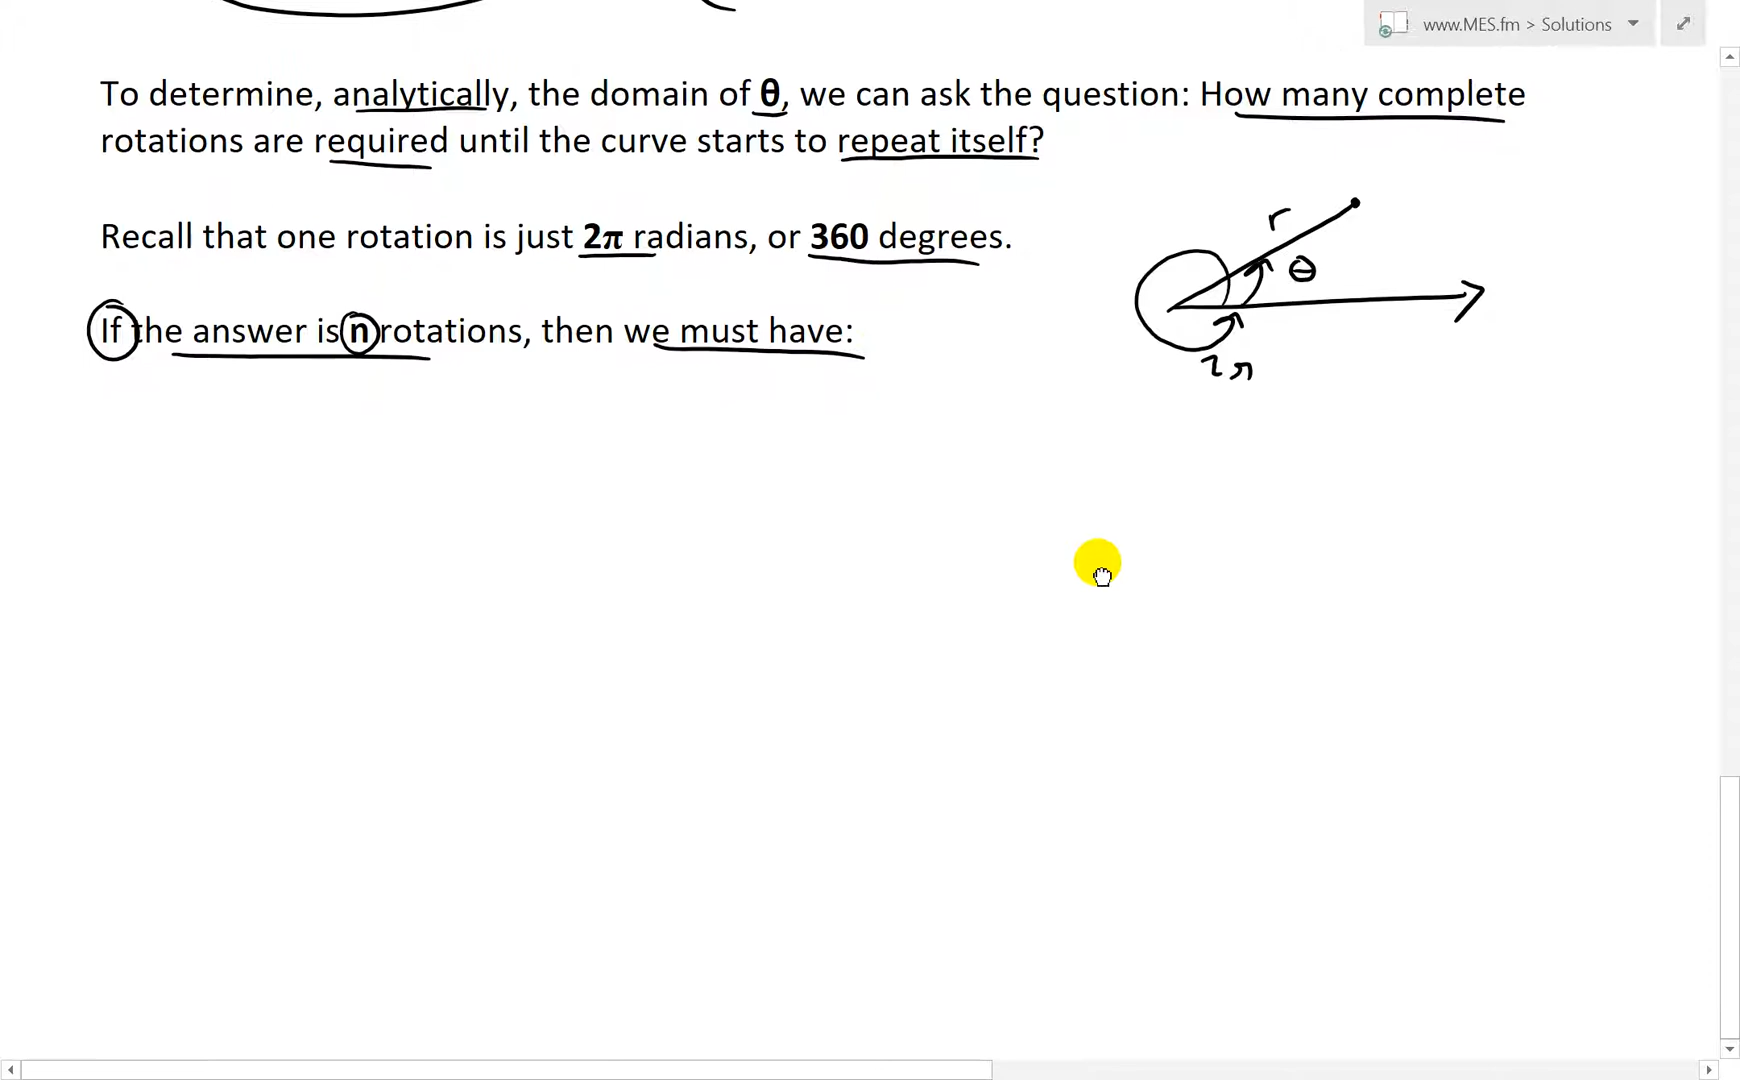 www.MES.fm > Solutions
To determine, analytically, the domain of θ, we can ask the question: How many complete
rotations are required until the curve starts to repeat itself?
Recall that one rotation is just 2π radians, or 360 degrees.
r
θ
If the answer is n rotations, then we must have:
2π